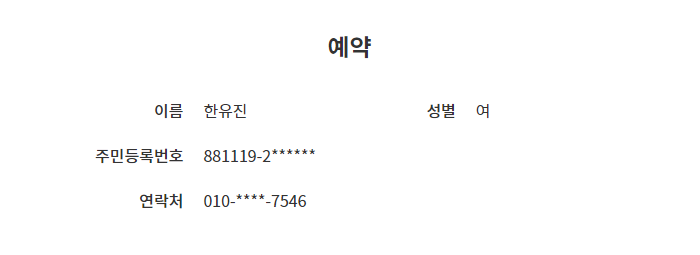 예약
이름 한유진 성별 여
주민등록번호 881119-2******
연락처 010-****-7546